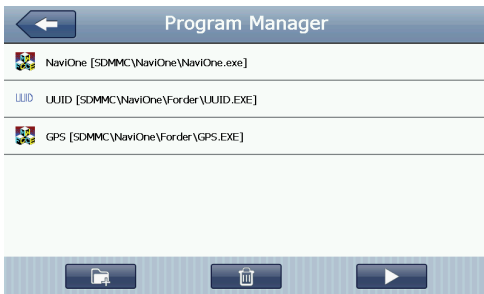 Program Manager
NaviOne [SDMMC\NaviOne\NaviOne.exe]
UUID UUID [SDMMC\NaviOne\Forder\UUID.EXE]
GPS [SDMMC\NaviOne\Forder\GPS.EXE]